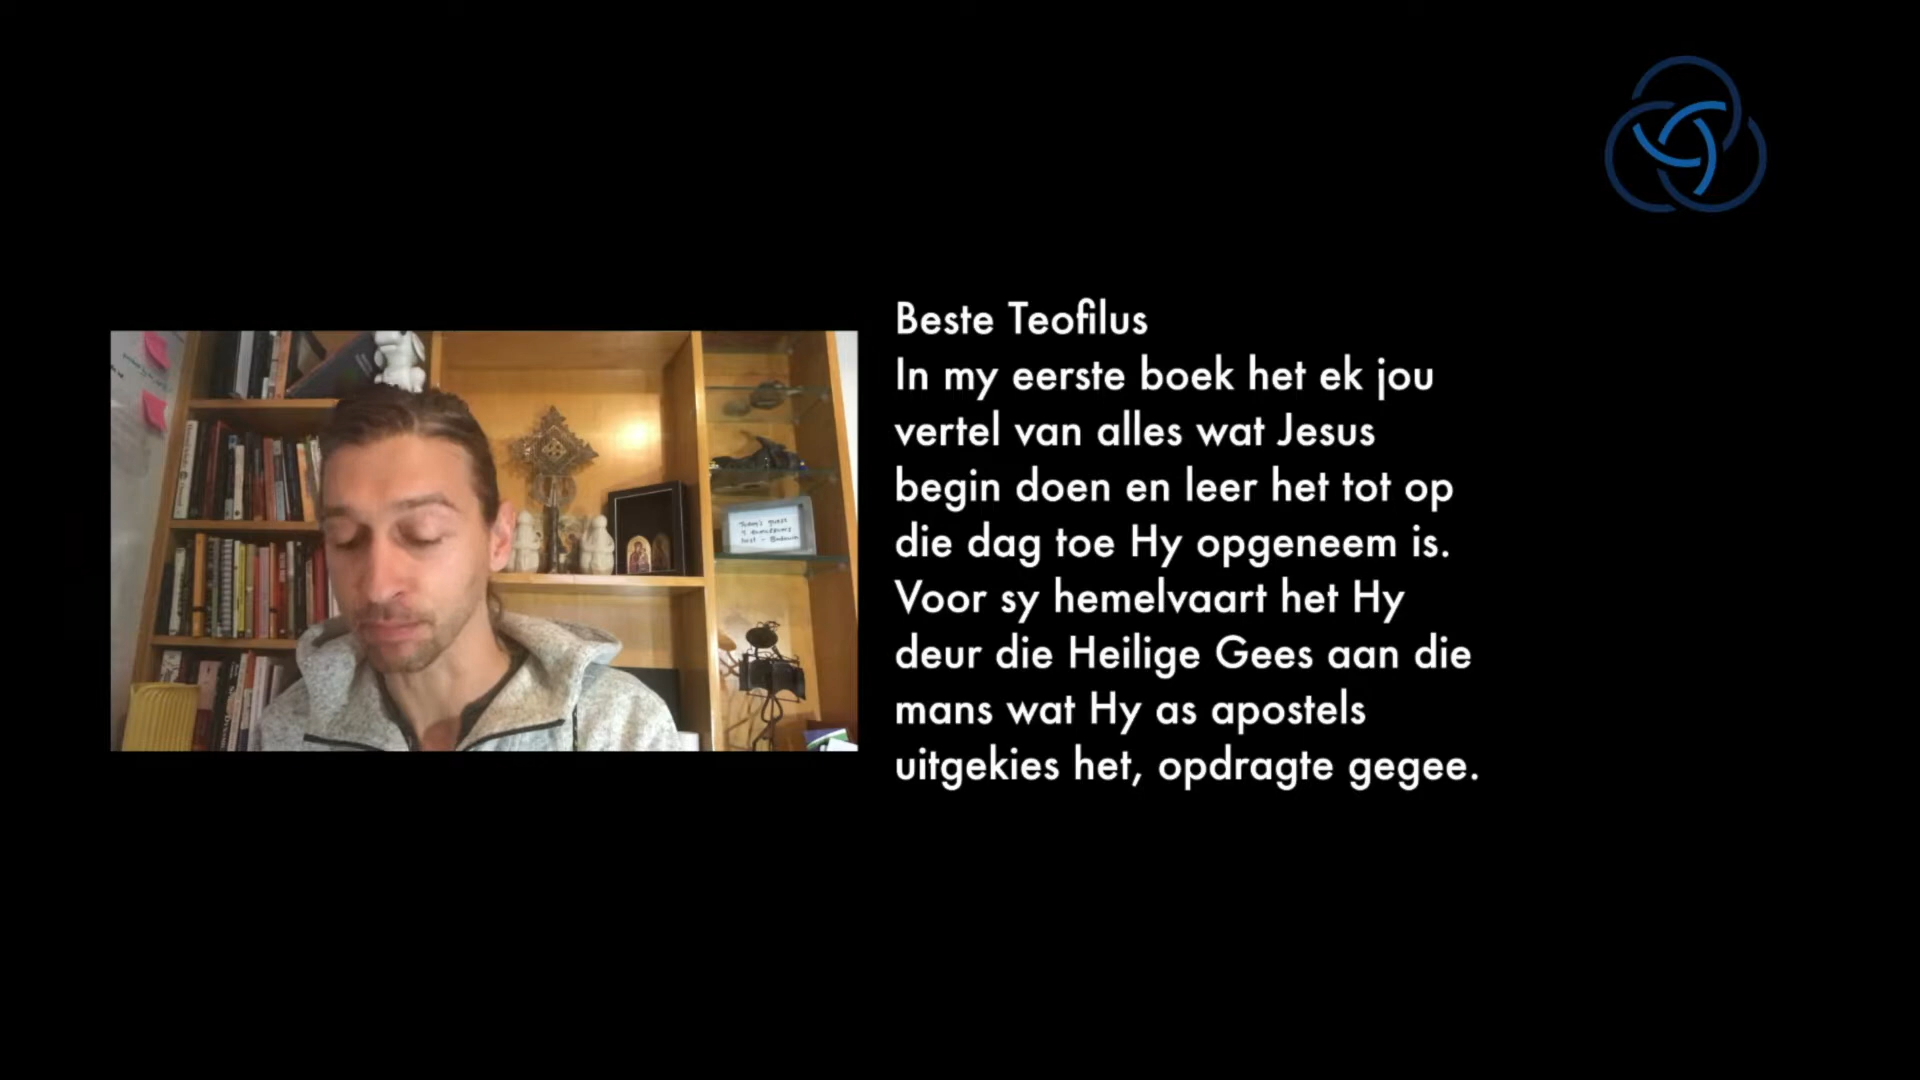 Beste Teofilus
In my eerste boek het ek jou
vertel van alles wat Jesus
begin doen en leer het tot op
die dag toe Hy opgeneem is.
Voor sy hemelvaart het Hy
deur die Heilige Gees aan die
mans wat Hy as apostels
uitgekies het, opdragte gegee.